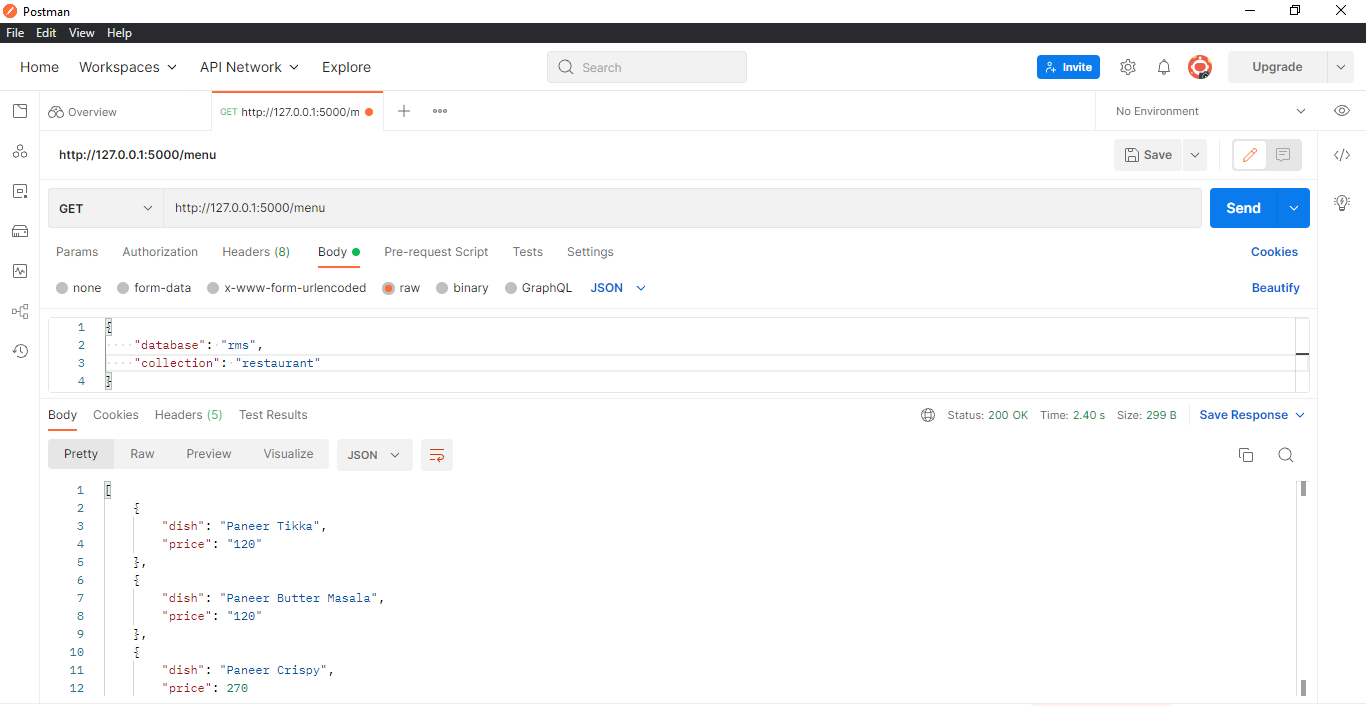 Postman
File Edit View Help
Home Workspaces API Network Explore Search Invite Upgrade
Overview GET http://127.0.0.1:5000/m No Environment
http://127.0.0.1:5000/menu Save
GET http://127.0.0.1:5000/menu Send
Params Authorization Headers (8) Body Pre-request Script Tests Settings Cookies
none form-data x-www-form-urlencoded raw binary GraphQL JSON Beautify
1 {
2 "database": "rms",
3 "collection": "restaurant"
4 }
Body Cookies Headers (5) Test Results Status: 200 OK Time: 2.40 s Size: 299 B Save Response
Pretty Raw Preview Visualize JSON
1 [
2 {
3 "dish": "Paneer Tikka",
4 "price": "120"
5 },
6 {
7 "dish": "Paneer Butter Masala",
8 "price": "120"
9 },
10 {
11 "dish": "Paneer Crispy",
12 "price": 270